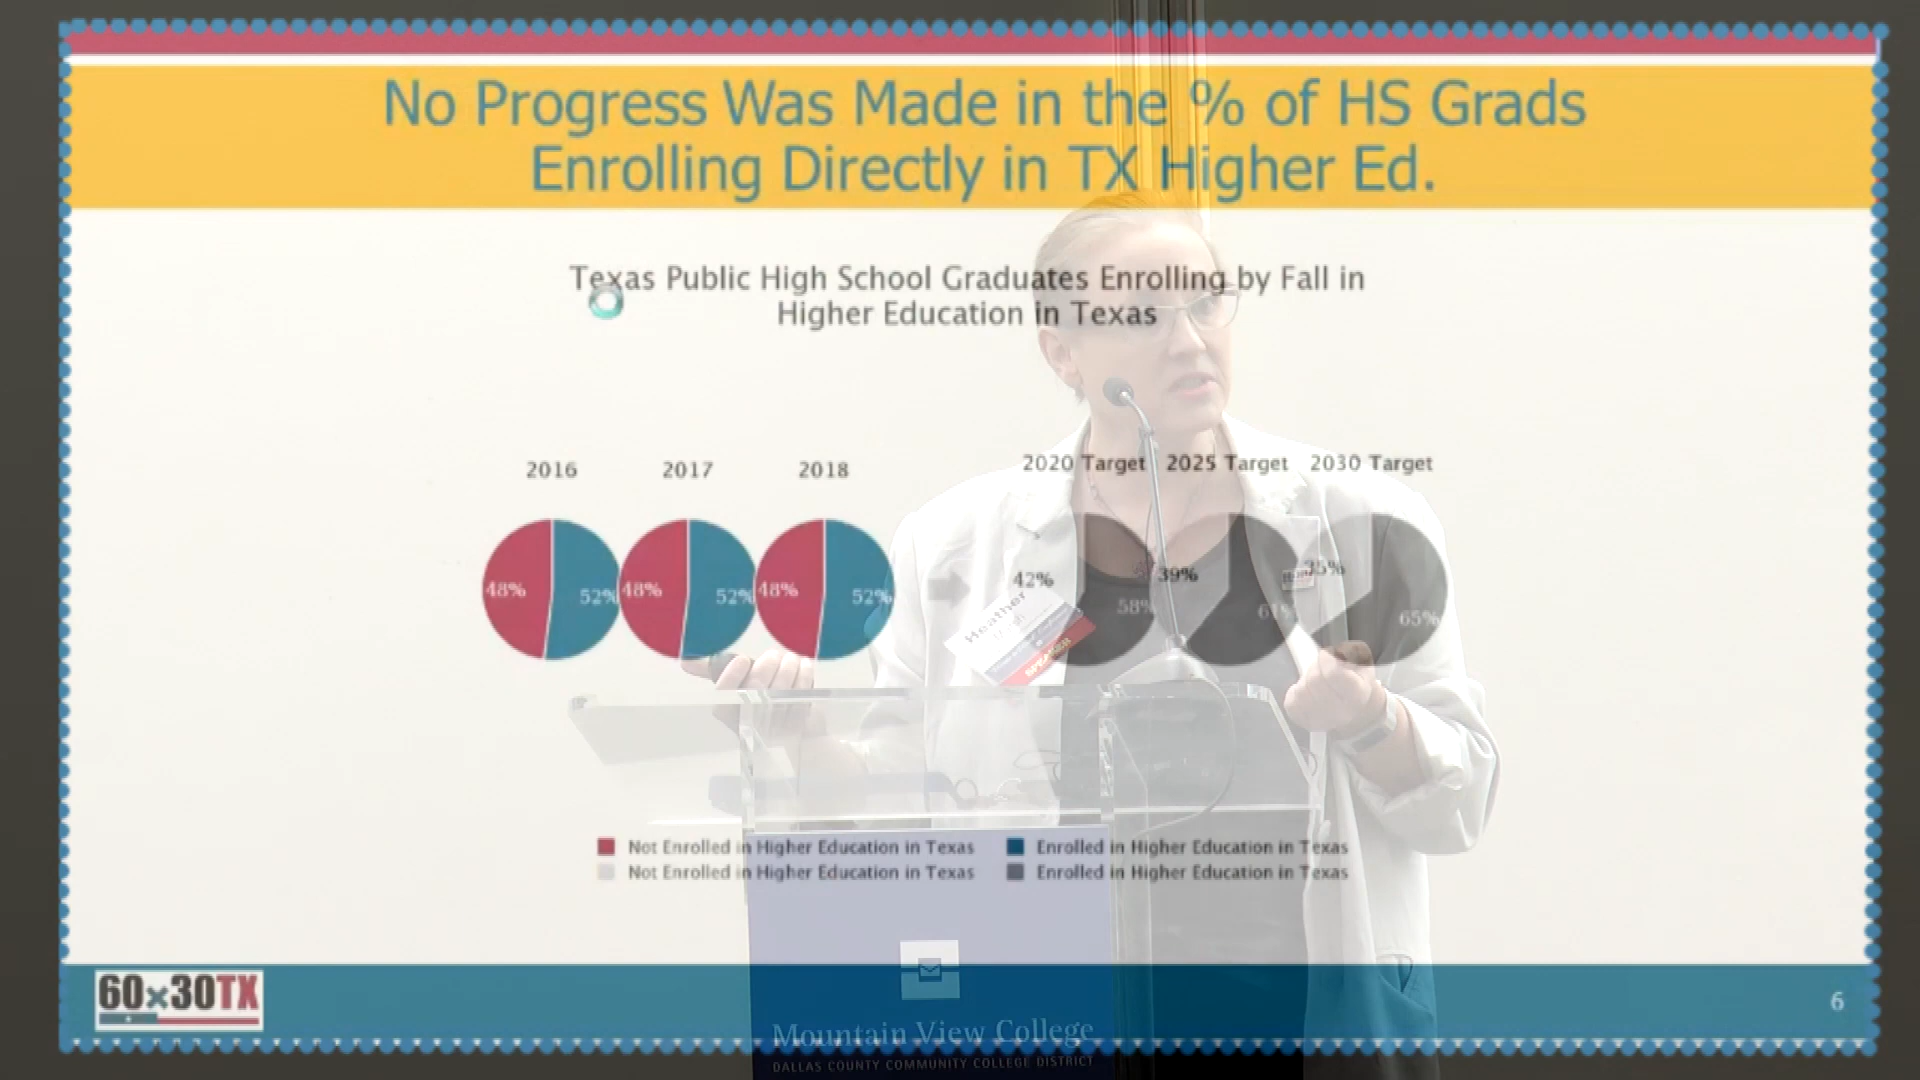 No Progress Was Made in the % of HS Grads
Enrolling Directly in TX Higher Ed.
Texas Public High School Graduates Enrolling by Fall in
Higher Education in Texas
2016 2017 2018 2020 Target 2025 Target 2030 Target
48% 52% 48% 52% 48% 52% 42% 58% 39% 61% 35% 65%
Heather
SPEAKER
Not Enrolled in Higher Education in Texas Enrolled in Higher Education in Texas
Not Enrolled in Higher Education in Texas Enrolled in Higher Education in Texas
60x30TX
6
Mountain View College
DALLAS COUNTY COMMUNITY COLLEGE DISTRICT